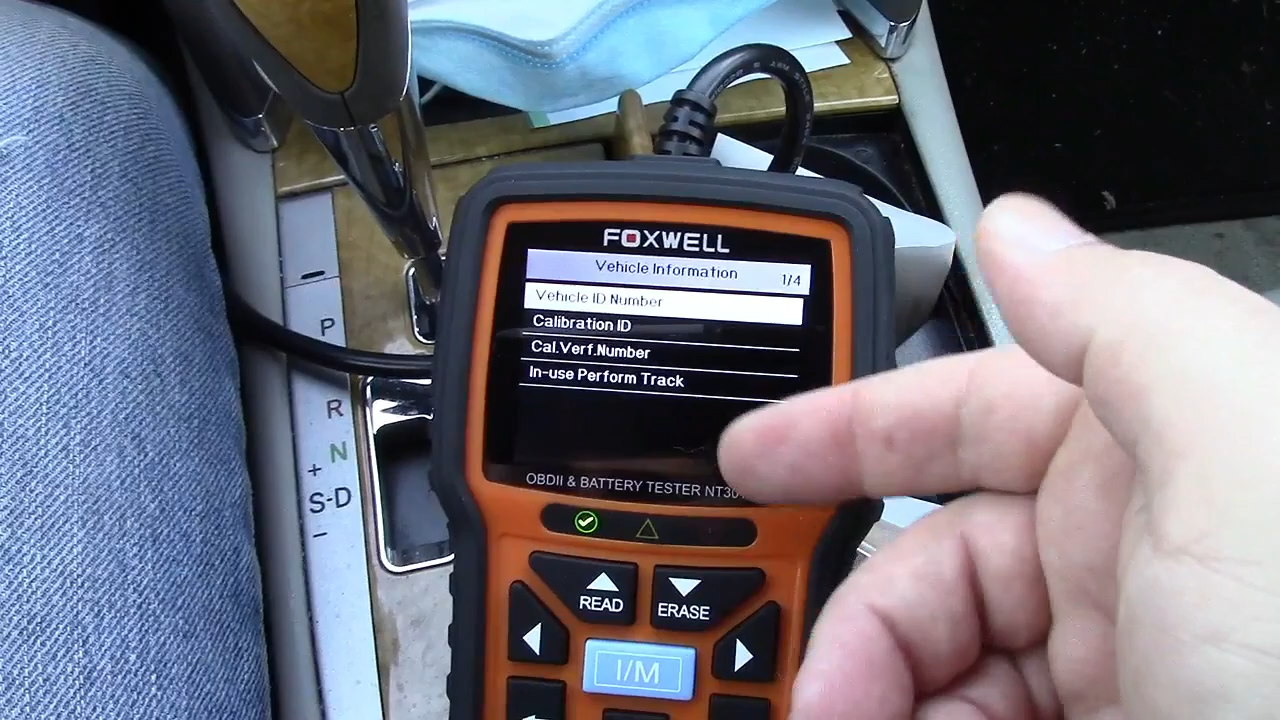 FOXWELL
Vehicle Information 1/4
Vehicle ID Number
Calibration ID
Cal.Verf.Number
In-use Perform Track
OBDII & BATTERY TESTER
READ
ERASE
I/M
P
R
N
+
S-D
−